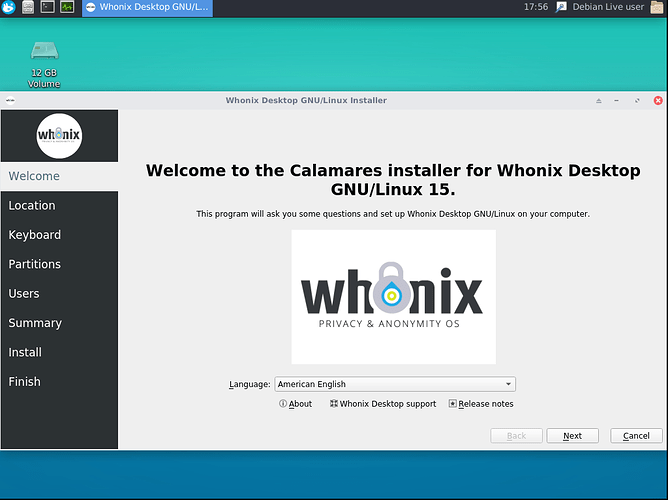 Whonix Desktop GNU/L...
17:56
Debian Live user
12 GB
Volume
Whonix Desktop GNU/Linux Installer
whonix
Welcome
Location
Keyboard
Partitions
Users
Summary
Install
Finish
Welcome to the Calamares installer for Whonix Desktop
GNU/Linux 15.
This program will ask you some questions and set up Whonix Desktop GNU/Linux on your computer.
whonix
PRIVACY & ANONYMITY OS
Language: American English
About Whonix Desktop support Release notes
Back Next Cancel